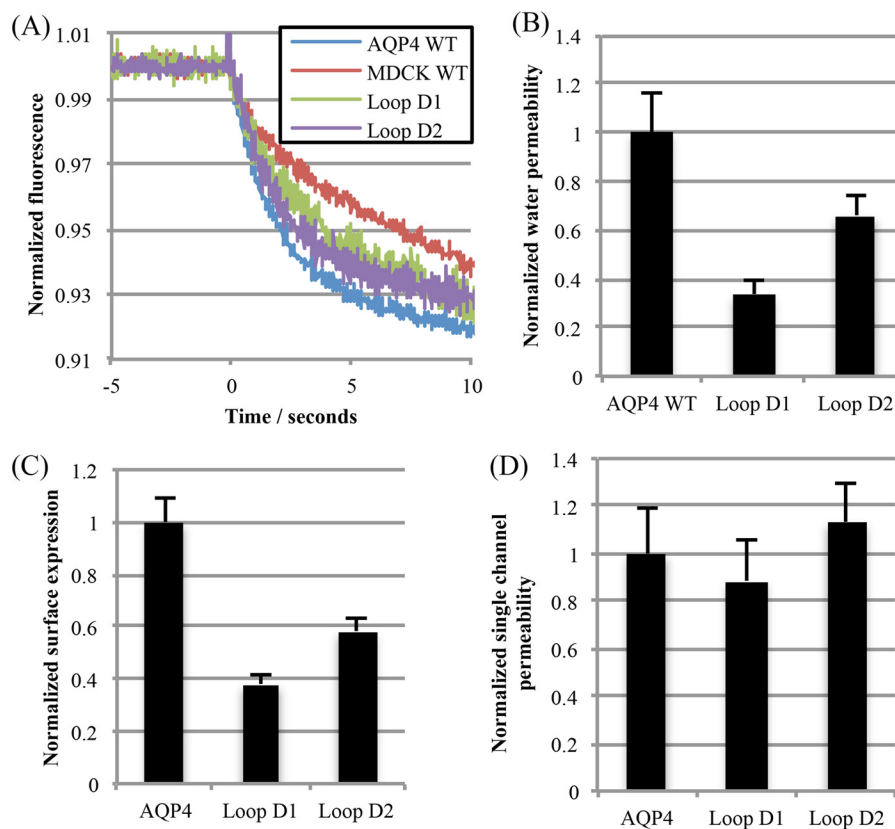 (A)
Normalized fluorescence
1.01
0.99
0.97
0.95
0.93
0.91
-5
0
5
10
Time / seconds
AQP4 WT
MDCK WT
Loop D1
Loop D2
(B)
Normalized water permeability
1.4
1.2
1
0.8
0.6
0.4
0.2
0
AQP4 WT
Loop D1
Loop D2
(C)
Normalized surface expression
1.2
1
0.8
0.6
0.4
0.2
0
AQP4
Loop D1
Loop D2
(D)
Normalized single channel
permeability
1.4
1.2
1
0.8
0.6
0.4
0.2
0
AQP4
Loop D1
Loop D2